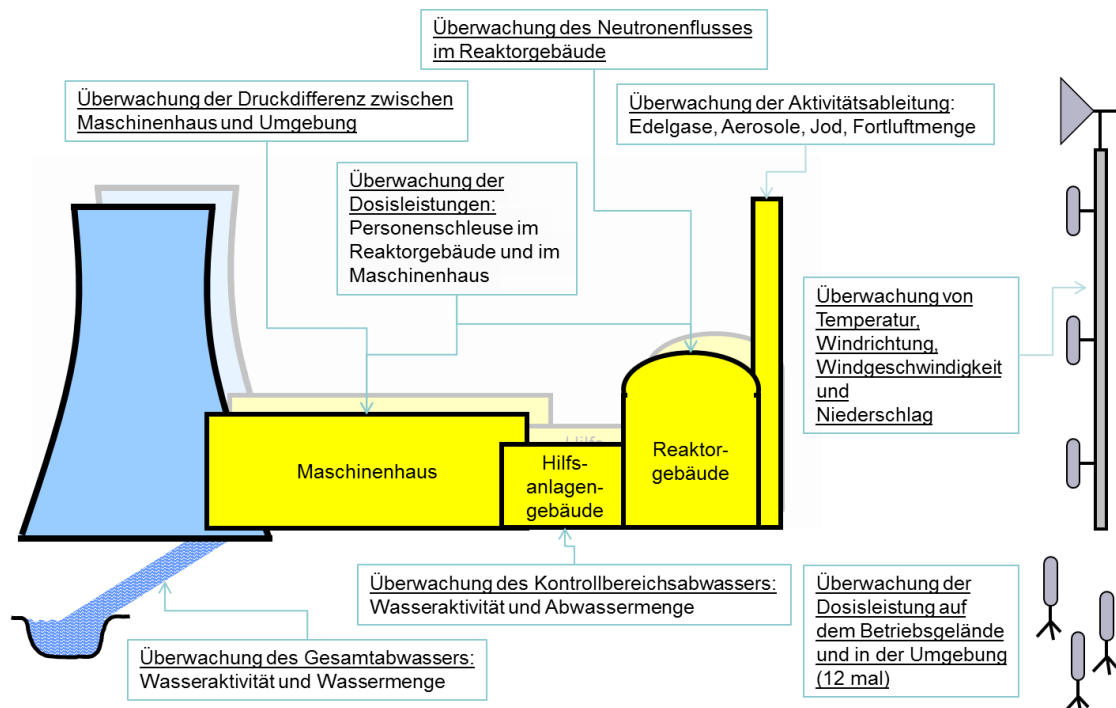 Überwachung des Neutronenflusses
im Reaktorgebäude
Überwachung der Druckdifferenz zwischen
Maschinenhaus und Umgebung
Überwachung der Aktivitätsableitung:
Edelgase, Aerosole, Jod, Fortluftmenge
Überwachung der
Dosisleistungen:
Personenschleuse im
Reaktorgebäude und im
Maschinenhaus
Überwachung von
Temperatur,
Windrichtung,
Windgeschwindigkeit
und
Niederschlag
Maschinenhaus
Hilfs-
anlagen-
gebäude
Reaktor-
gebäude
Überwachung des Kontrollbereichsabwassers:
Wasseraktivität und Abwassermenge
Überwachung der
Dosisleistung auf
dem Betriebsgelände
und in der Umgebung
(12 mal)
Überwachung des Gesamtabwassers:
Wasseraktivität und Wassermenge